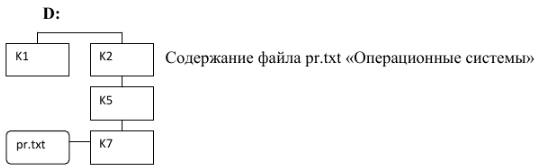 D:
K1
K2
Содержание файла pr.txt «Операционные системы»
K5
pr.txt
K7